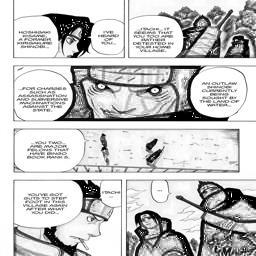 ITACHI... IT
SEEMS THAT
YOU TOO ARE
RATHER
DETESTED IN
YOUR HOME
VILLAGE.
I'VE
HEARD
OF
YOU...
HOSHIGAKI
KISAME,
A FORMER
KIRIGAKURE
SHINOBI...
AN OUTLAW
SHINOBI
CURRENTLY
BEING
SOUGHT BY
THE LAND OF
WATER...
...FOR CHARGES
SUCH AS
ASSASSINATION
AND SUBVERSIVE
MACHINATIONS
AGAINST THE
STATE.
...YOU TWO...
ARE MAJOR
FELONS THAT
HAVE BINGO
BOOK RANK S.
ITACHI
YOU'VE GOT
GUTS TO STEP
FOOT IN THIS
VILLAGE AGAIN
AFTER WHAT
YOU DID...